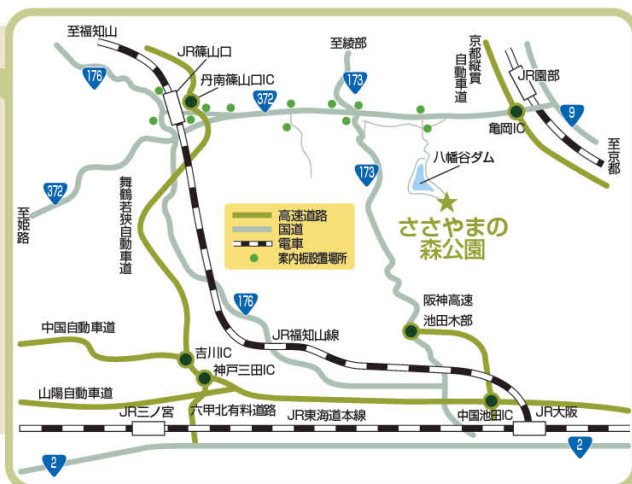 至福知山
JR篠山口
176
丹南篠山口IC
372
至綾部
173
京都縦貫
自動車道
JR園部
9
亀岡IC
至京都
八幡谷ダム
173
ささやまの
森公園
372
至姫路
舞鶴若狭自動車道
高速道路
国道
電車
案内板設置場所
176
JR福知山線
阪神高速
池田木部
中国自動車道
吉川IC
神戸三田IC
山陽自動車道
六甲北有料道路
中国池田IC
JR三ノ宮
JR東海道本線
JR大阪
2
2